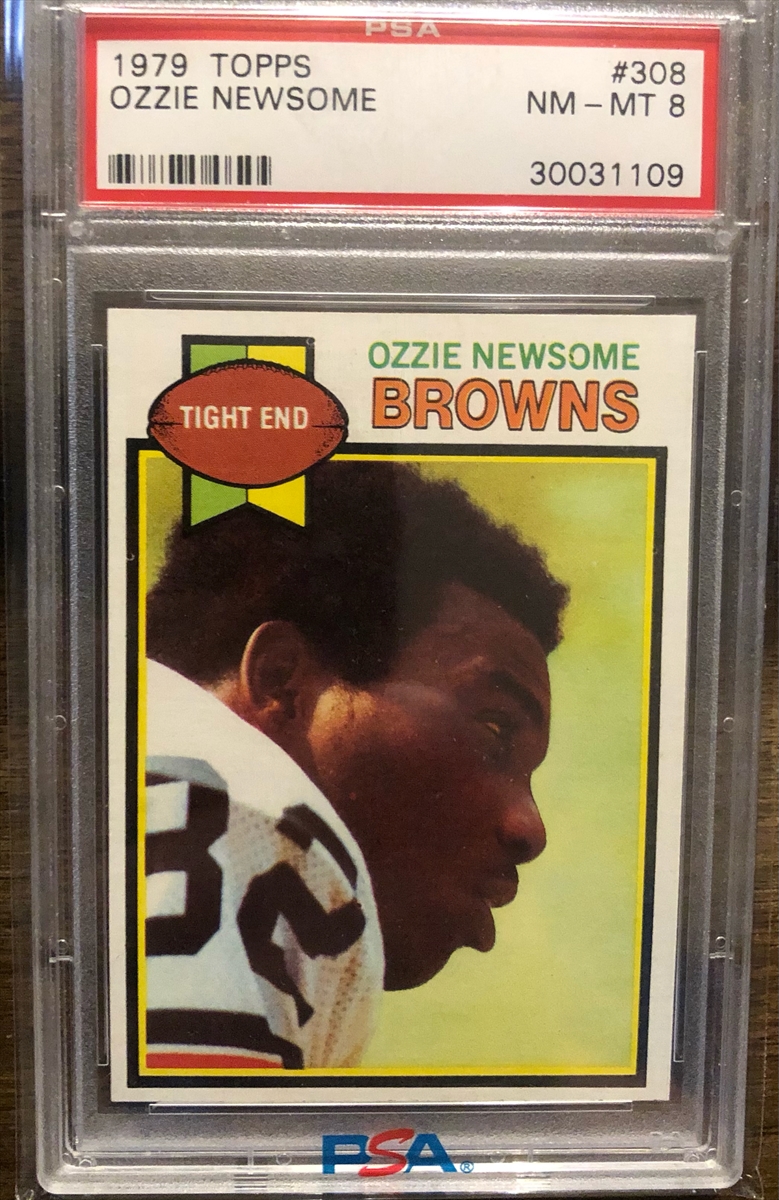 PSA
1979 TOPPS #308
OZZIE NEWSOME NM-MT 8
30031109
OZZIE NEWSOME
BROWNS
TIGHT END
82
PSA®